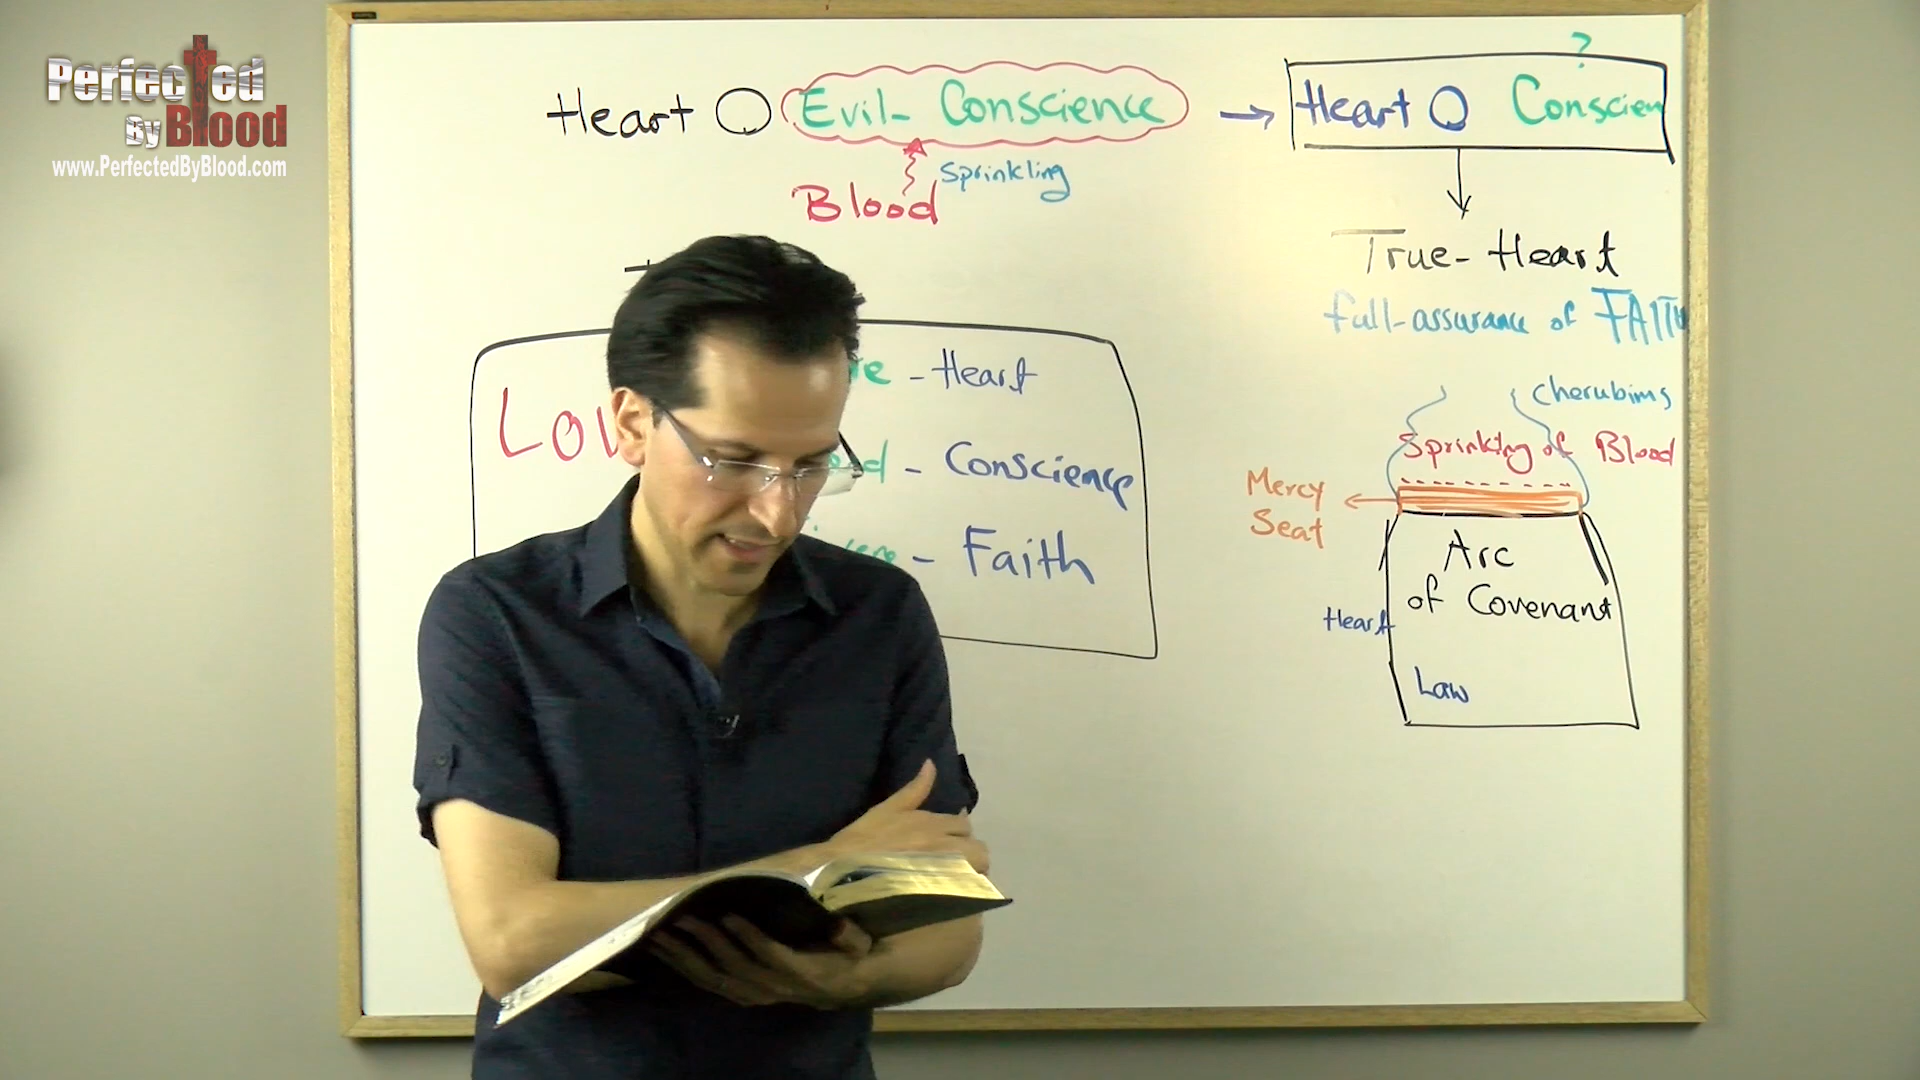 Perfected
By Blood
www.PerfectedByBlood.com
Heart Evil- Conscience → Heart Conscien
?
Sprinkling
Blood
True- Heart
full-assurance of FAITH
- Heart
- Conscience
- Faith
cherubims
Sprinkling of Blood
Mercy
Seat
Arc
of Covenant
Heart
Law